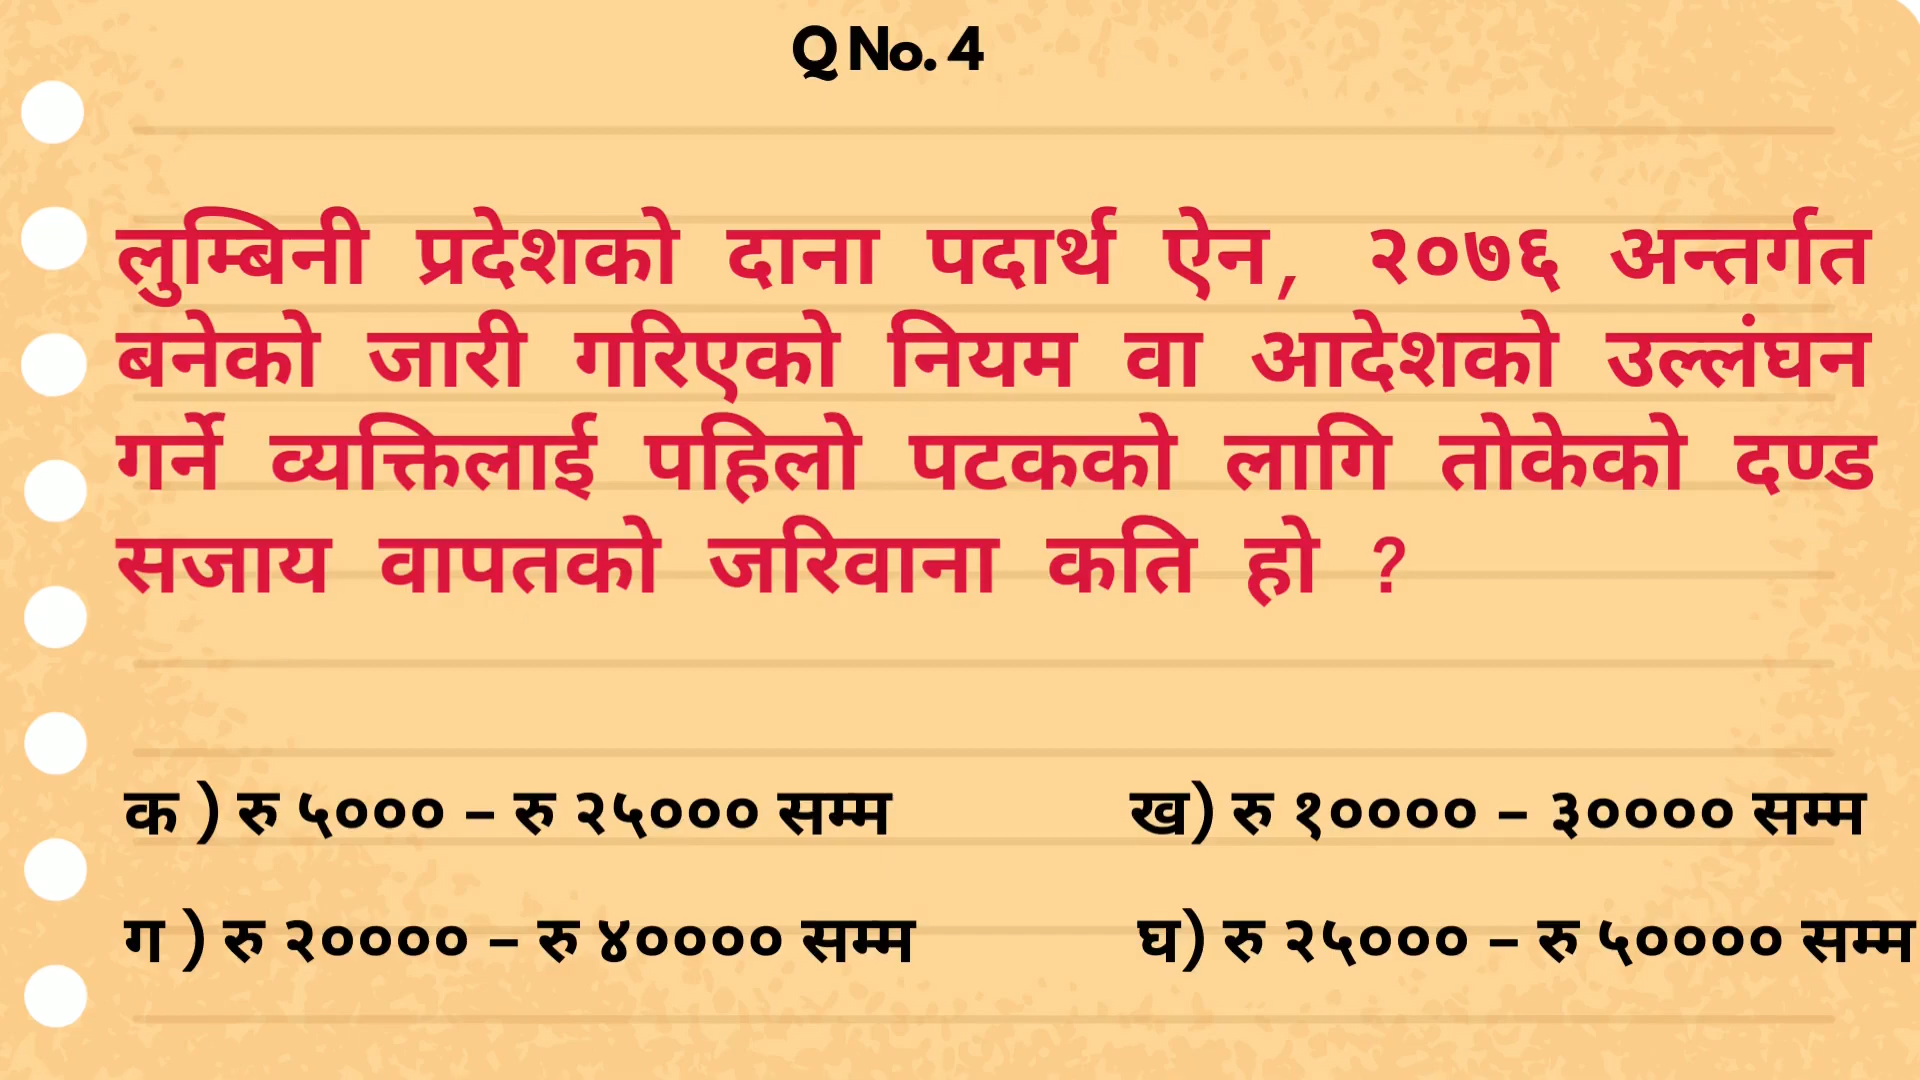 Q No. 4
लुम्बिनी प्रदेशको दाना पदार्थ ऐन, २०७६ अन्तर्गत
बनेको जारी गरिएको नियम वा आदेशको उल्लंघन
गर्ने व्यक्तिलाई पहिलो पटकको लागि तोकेको दण्ड
सजाय वापतको जरिवाना कति हो ?
क ) रु ५००० – रु २५००० सम्म ख) रु १०००० – ३०००० सम्म
ग ) रु २०००० – रु ४०००० सम्म घ) रु २५००० – रु ५०००० सम्म